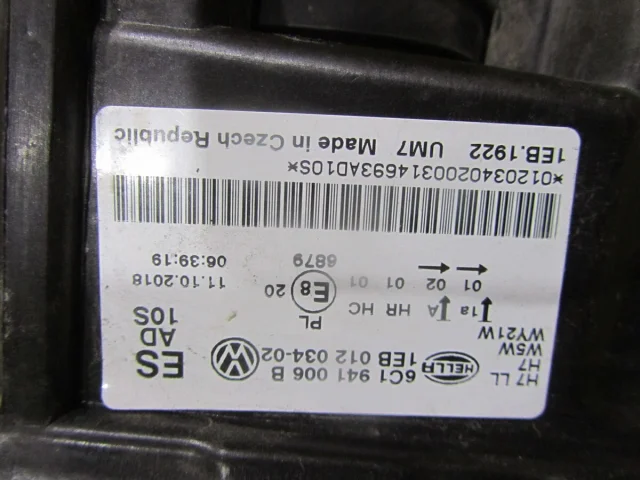 H7 LL
H7
W5W
WY21W
HELLA
6C1 941 006 B
1EB 012 034-02
ES
AD
10S
1a A HR HC
01 02 01 01
PL
E8 20
6879
11.10.2018
06:39:19
*0120340200314693AD10S*
1EB.1922 UM7 Made in Czech Republic